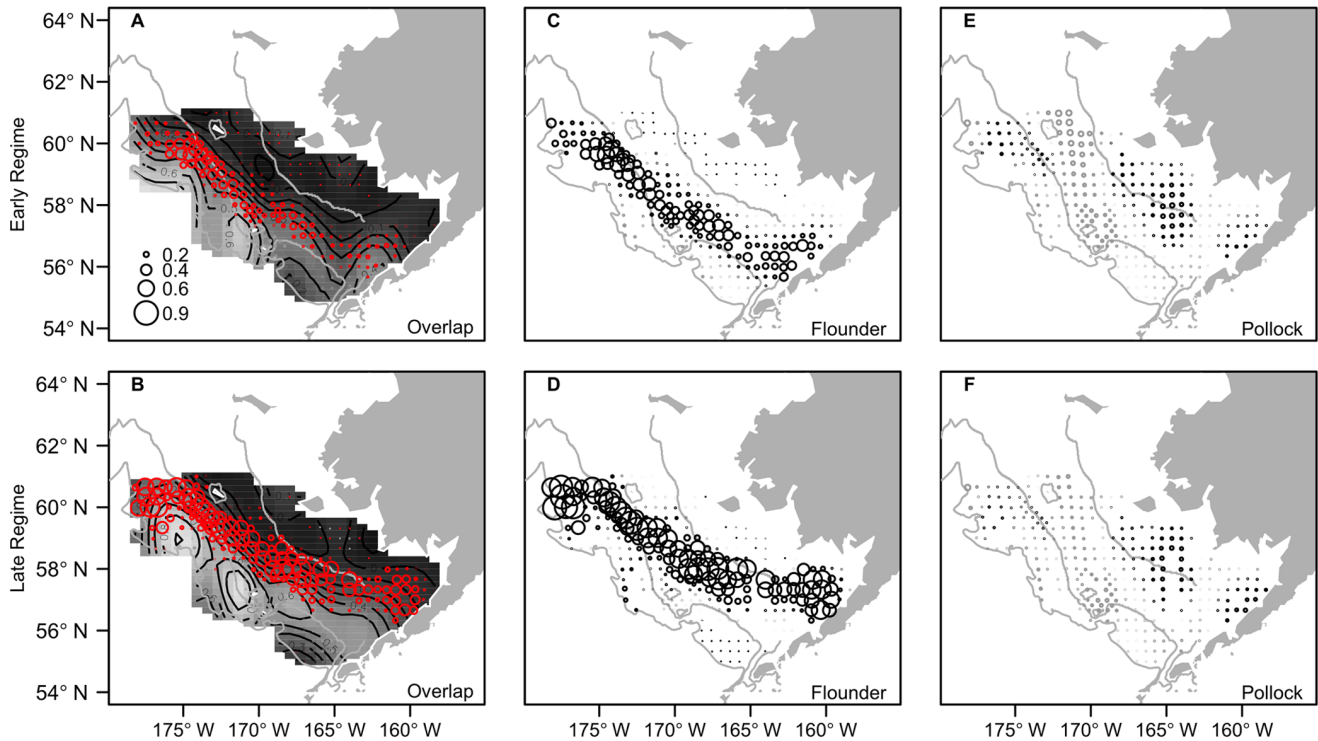 A
B
C
D
E
F
64° N
62° N
60° N
58° N
56° N
54° N
Early Regime
0.2
0.4
0.6
0.9
Overlap
Flounder
Pollock
64° N
62° N
60° N
58° N
56° N
54° N
Late Regime
Overlap
Flounder
Pollock
175° W
170° W
165° W
160° W
175° W
170° W
165° W
160° W
175° W
170° W
165° W
160° W
0.6